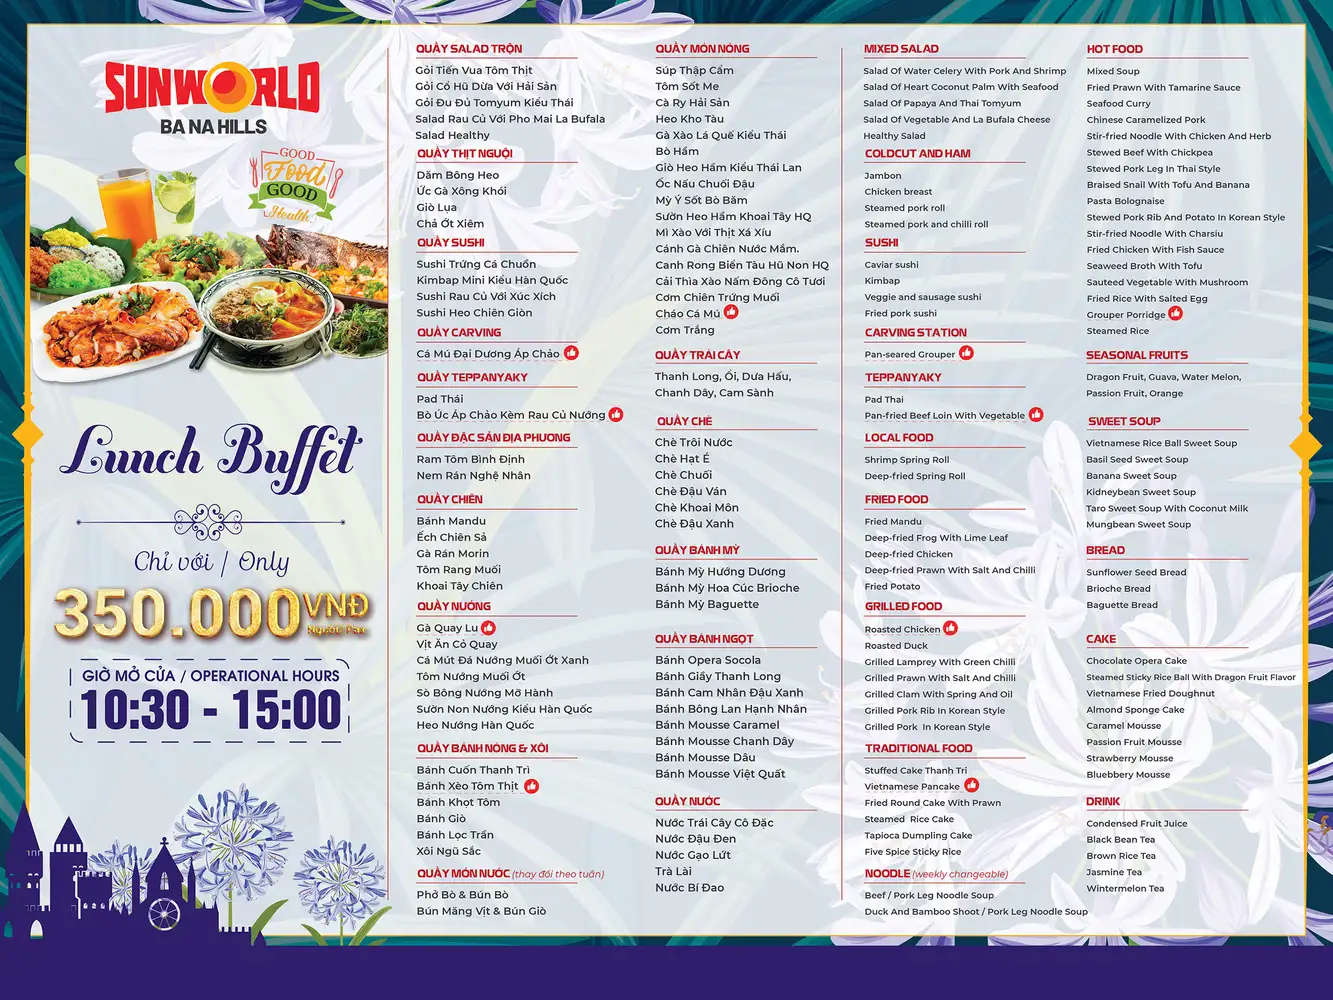 SUNWORLD
BA NA HILLS
GOOD
Food
GOOD
Health
Lunch Buffet
Chỉ với / Only
350.000 VNĐ
GIỜ MỞ CỬA / OPERATIONAL HOURS
10:30 - 15:00
QUẦY SALAD TRỘN
Gỏi Tiến Vua Tôm Thịt
Gỏi Cổ Hũ Dừa Với Hải Sản
Gỏi Đu Đủ Tomyum Kiểu Thái
Salad Rau Củ Với Pho Mai La Bufala
Salad Healthy
QUẦY THỊT NGUỘI
Dăm Bông Heo
Ức Gà Xông Khói
Giò Lụa
Chả Ớt Xiêm
QUẦY SUSHI
Sushi Trứng Cá Chuồn
Kimbap Mini Kiểu Hàn Quốc
Sushi Rau Củ Với Xúc Xích
Sushi Heo Chiên Giòn
QUẦY CARVING
Cá Mú Đại Dương Áp Chảo
QUẦY TEPPANYAKY
Pad Thái
Bò Úc Áp Chảo Kèm Rau Củ Nướng
QUẦY ĐẶC SẢN ĐỊA PHƯƠNG
Ram Tôm Bình Định
Nem Rán Nghệ Nhân
QUẦY CHIÊN
Bánh Mandu
Ếch Chiên Sả
Gà Rán Morin
Tôm Rang Muối
Khoai Tây Chiên
QUẦY NƯỚNG
Gà Quay Lu
Vịt Ăn Cỏ Quay
Cá Mút Đá Nướng Muối Ớt Xanh
Tôm Nướng Muối Ớt
Sò Bông Nướng Mỡ Hành
Sườn Non Nướng Kiểu Hàn Quốc
Heo Nướng Hàn Quốc
QUẦY BÁNH NÓNG & XÔI
Bánh Cuốn Thanh Trì
Bánh Xèo Tôm Thịt
Bánh Khọt Tôm
Bánh Giò
Bánh Lọc Trần
Xôi Ngũ Sắc
QUẦY MÓN NƯỚC (thay đổi theo tuần)
Phở Bò & Bún Bò
Bún Măng Vịt & Bún Giò
QUẦY MÓN NÓNG
Súp Thập Cẩm
Tôm Sốt Me
Cà Ry Hải Sản
Heo Kho Tàu
Gà Xào Lá Quế Kiểu Thái
Bò Hầm
Giò Heo Hầm Kiểu Thái Lan
Ốc Nấu Chuối Đậu
Mỳ Ý Sốt Bò Băm
Sườn Heo Hầm Khoai Tây HQ
Mì Xào Với Thịt Xá Xíu
Cánh Gà Chiên Nước Mắm.
Canh Rong Biển Tàu Hũ Non HQ
Cải Thìa Xào Nấm Đông Cô Tươi
Cơm Chiên Trứng Muối
Cháo Cá Mú
Cơm Trắng
QUẦY TRÁI CÂY
Thanh Long, Ổi, Dưa Hấu,
Chanh Dây, Cam Sành
QUẦY CHÈ
Chè Trôi Nước
Chè Hạt É
Chè Chuối
Chè Đậu Ván
Chè Khoai Môn
Chè Đậu Xanh
QUẦY BÁNH MỲ
Bánh Mỳ Hướng Dương
Bánh Mỳ Hoa Cúc Brioche
Bánh Mỳ Baguette
QUẦY BÁNH NGỌT
Bánh Opera Socola
Bánh Giầy Thanh Long
Bánh Cam Nhân Đậu Xanh
Bánh Bông Lan Hạnh Nhân
Bánh Mousse Caramel
Bánh Mousse Chanh Dây
Bánh Mousse Dâu
Bánh Mousse Việt Quất
QUẦY NƯỚC
Nước Trái Cây Cô Đặc
Nước Đậu Đen
Nước Gạo Lứt
Trà Lài
Nước Bí Đao
MIXED SALAD
Salad Of Water Celery With Pork And Shrimp
Salad Of Heart Coconut Palm With Seafood
Salad Of Papaya And Thai Tomyum
Salad Of Vegetable And La Bufala Cheese
Healthy Salad
COLDCUT AND HAM
Jambon
Chicken breast
Steamed pork roll
Steamed pork and chilli roll
SUSHI
Caviar sushi
Kimbap
Veggie and sausage sushi
Fried pork sushi
CARVING STATION
Pan-seared Grouper
TEPPANYAKY
Pad Thai
Pan-fried Beef Loin With Vegetable
LOCAL FOOD
Shrimp Spring Roll
Deep-fried Spring Roll
FRIED FOOD
Fried Mandu
Deep-fried Frog With Lime Leaf
Deep-fried Chicken
Deep-fried Prawn With Salt And Chilli
Fried Potato
GRILLED FOOD
Roasted Chicken
Roasted Duck
Grilled Lamprey With Green Chilli
Grilled Prawn With Salt And Chilli
Grilled Clam With Spring And Oil
Grilled Pork Rib In Korean Style
Grilled Pork In Korean Style
TRADITIONAL FOOD
Stuffed Cake Thanh Tri
Vietnamese Pancake
Fried Round Cake With Prawn
Steamed Rice Cake
Tapioca Dumpling Cake
Five Spice Sticky Rice
NOODLE (weekly changeable)
Beef / Pork Leg Noodle Soup
Duck And Bamboo Shoot / Pork Leg Noodle Soup
HOT FOOD
Mixed Soup
Fried Prawn With Tamarine Sauce
Seafood Curry
Chinese Caramelized Pork
Stir-fried Noodle With Chicken And Herb
Stewed Beef With Chickpea
Stewed Pork Leg In Thai Style
Braised Snail With Tofu And Banana
Pasta Bolognaise
Stewed Pork Rib And Potato In Korean Style
Stir-fried Noodle With Charsiu
Fried Chicken With Fish Sauce
Seaweed Broth With Tofu
Sauteed Vegetable With Mushroom
Fried Rice With Salted Egg
Grouper Porridge
Steamed Rice
SEASONAL FRUITS
Dragon Fruit, Guava, Water Melon,
Passion Fruit, Orange
SWEET SOUP
Vietnamese Rice Ball Sweet Soup
Basil Seed Sweet Soup
Banana Sweet Soup
Kidneybean Sweet Soup
Taro Sweet Soup With Coconut Milk
Mungbean Sweet Soup
BREAD
Sunflower Seed Bread
Brioche Bread
Baguette Bread
CAKE
Chocolate Opera Cake
Steamed Sticky Rice Ball With Dragon Fruit Flavor
Vietnamese Fried Doughnut
Almond Sponge Cake
Caramel Mousse
Passion Fruit Mousse
Strawberry Mousse
Bluebbery Mousse
DRINK
Condensed Fruit Juice
Black Bean Tea
Brown Rice Tea
Jasmine Tea
Wintermelon Tea